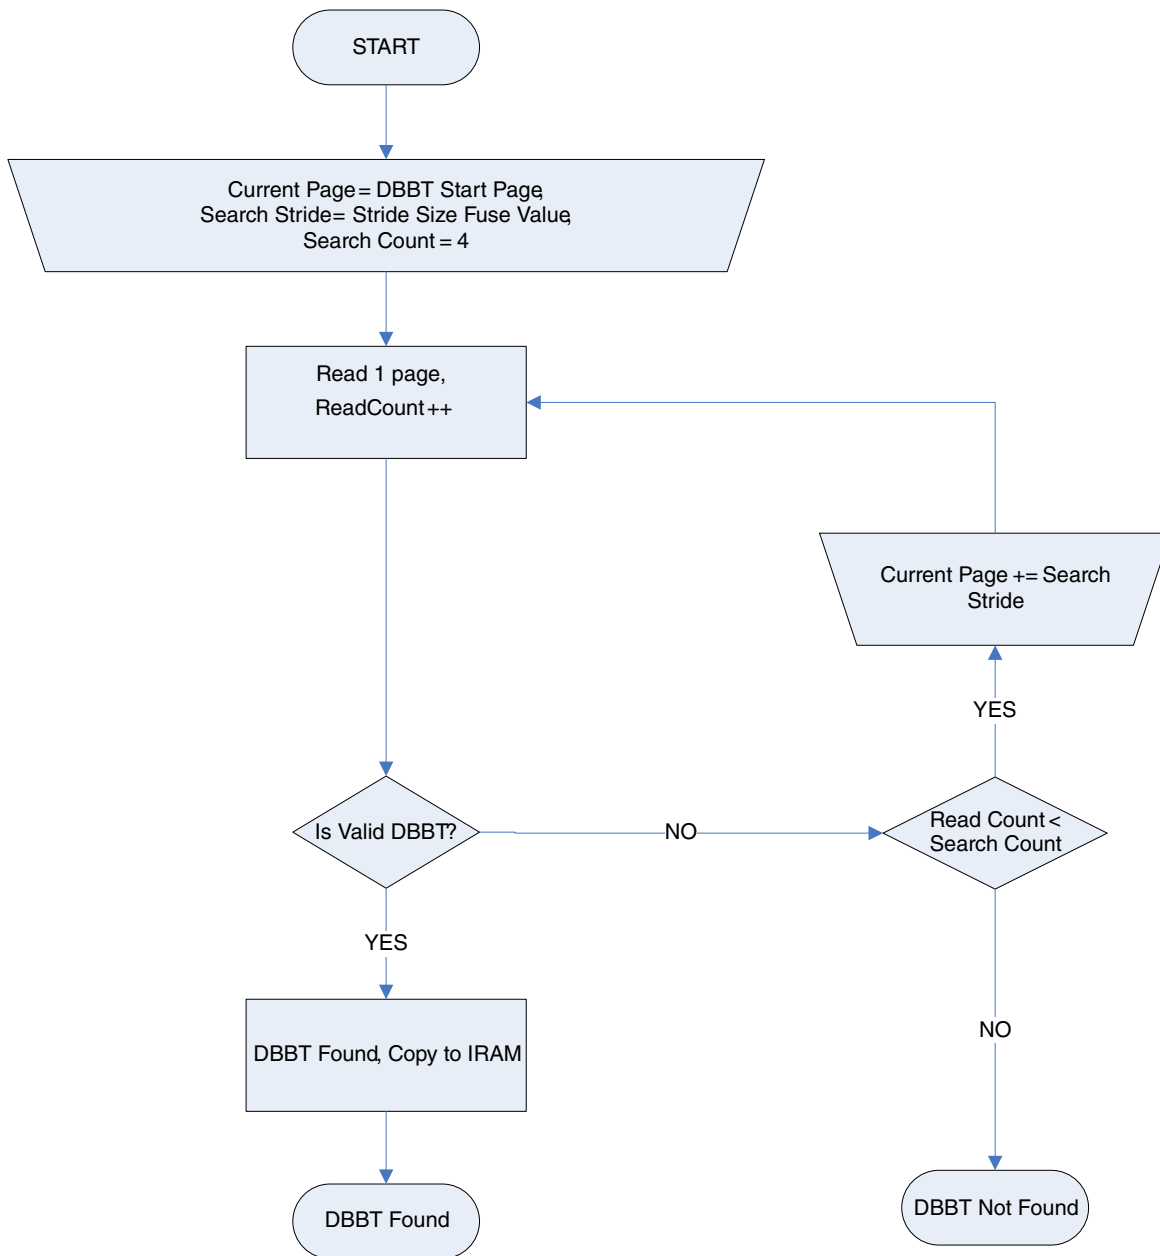 START
Current Page = DBBT Start Page,
Search Stride = Stride Size Fuse Value,
Search Count = 4
Read 1 page,
ReadCount ++
Current Page += Search
Stride
YES
Is Valid DBBT?
NO
Read Count <
Search Count
YES
DBBT Found, Copy to IRAM
NO
DBBT Found
DBBT Not Found